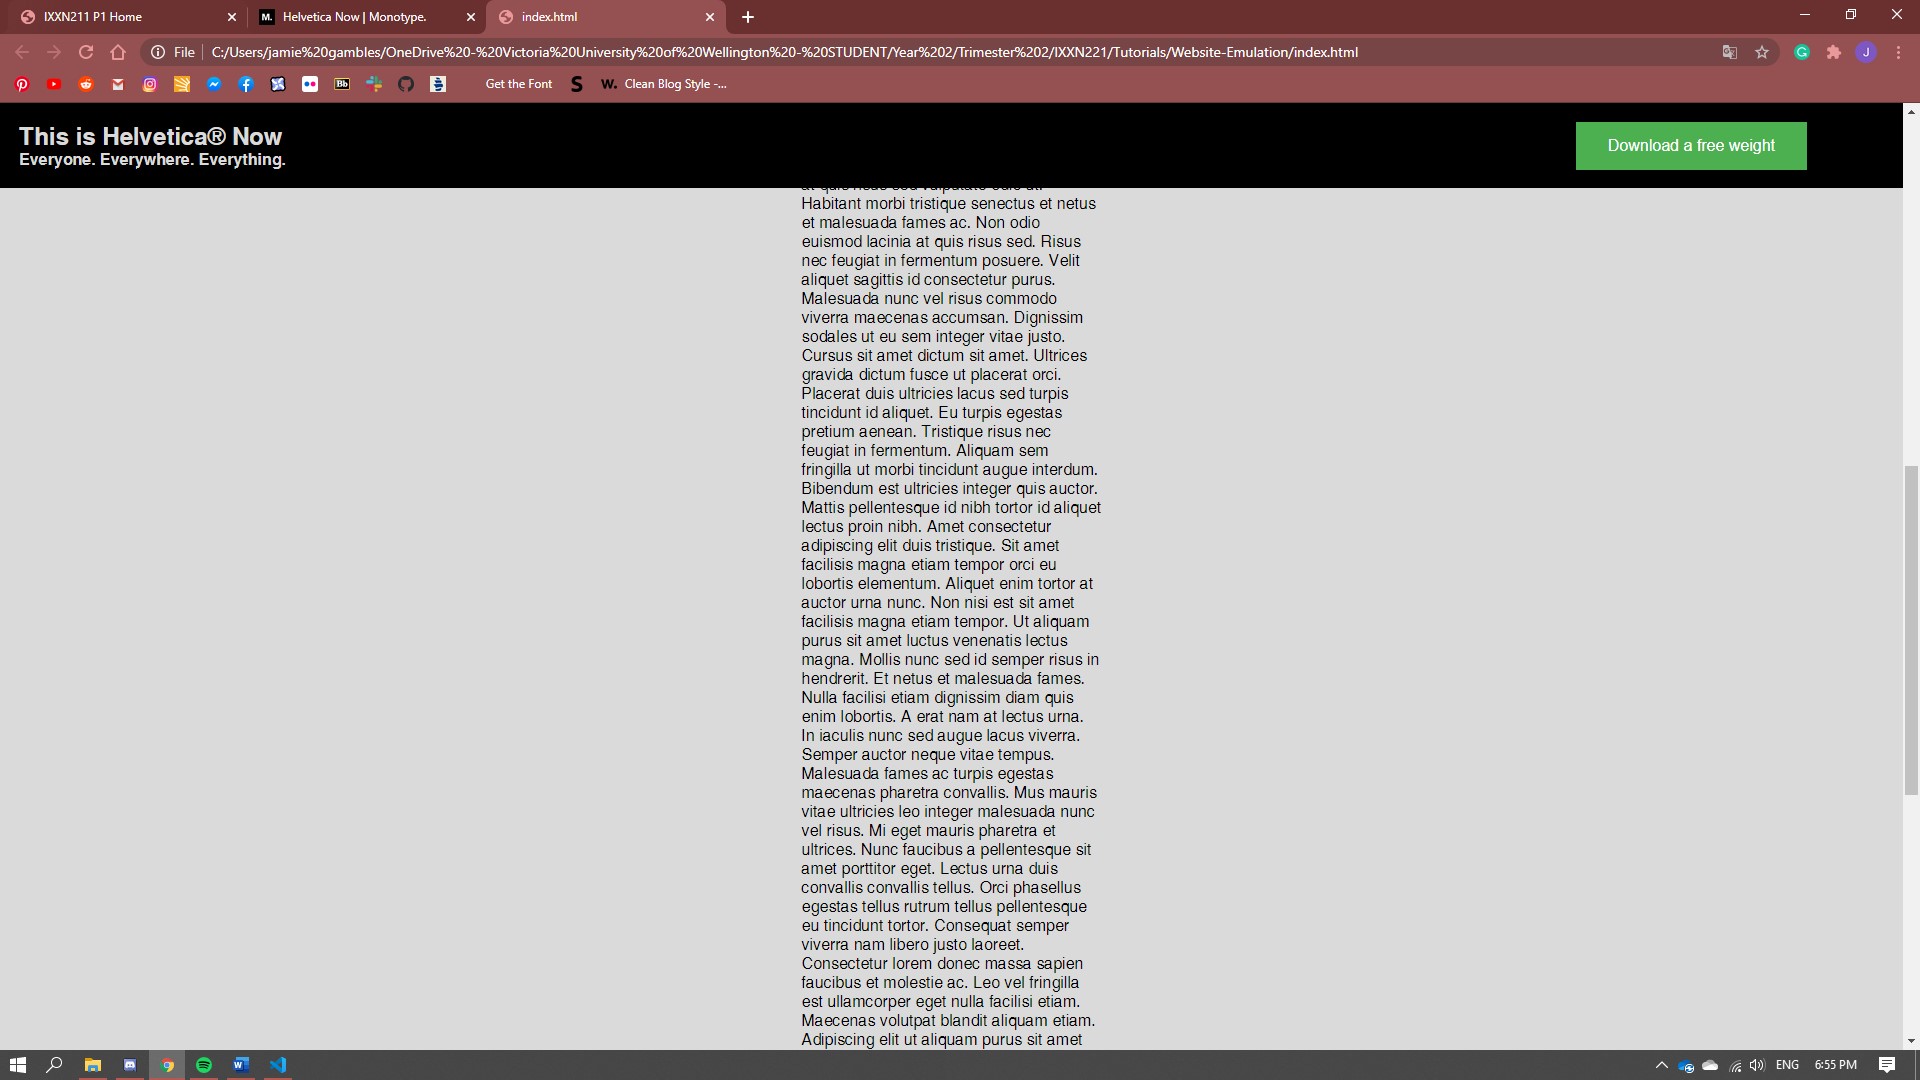 IXXN211 P1 Home
M. Helvetica Now | Monotype.
index.html
File
C:/Users/jamie%20gambles/OneDrive%20-%20Victoria%20University%20of%20Wellington%20-%20STUDENT/Year%202/Trimester%202/IXXN221/Tutorials/Website-Emulation/index.html
J
Bb
Get the Font
S
W. Clean Blog Style -...
This is Helvetica® Now
Everyone. Everywhere. Everything.
Download a free weight
at quis risus sed vulputate odio ut.
Habitant morbi tristique senectus et netus
et malesuada fames ac. Non odio
euismod lacinia at quis risus sed. Risus
nec feugiat in fermentum posuere. Velit
aliquet sagittis id consectetur purus.
Malesuada nunc vel risus commodo
viverra maecenas accumsan. Dignissim
sodales ut eu sem integer vitae justo.
Cursus sit amet dictum sit amet. Ultrices
gravida dictum fusce ut placerat orci.
Placerat duis ultricies lacus sed turpis
tincidunt id aliquet. Eu turpis egestas
pretium aenean. Tristique risus nec
feugiat in fermentum. Aliquam sem
fringilla ut morbi tincidunt augue interdum.
Bibendum est ultricies integer quis auctor.
Mattis pellentesque id nibh tortor id aliquet
lectus proin nibh. Amet consectetur
adipiscing elit duis tristique. Sit amet
facilisis magna etiam tempor orci eu
lobortis elementum. Aliquet enim tortor at
auctor urna nunc. Non nisi est sit amet
facilisis magna etiam tempor. Ut aliquam
purus sit amet luctus venenatis lectus
magna. Mollis nunc sed id semper risus in
hendrerit. Et netus et malesuada fames.
Nulla facilisi etiam dignissim diam quis
enim lobortis. A erat nam at lectus urna.
In iaculis nunc sed augue lacus viverra.
Semper auctor neque vitae tempus.
Malesuada fames ac turpis egestas
maecenas pharetra convallis. Mus mauris
vitae ultricies leo integer malesuada nunc
vel risus. Mi eget mauris pharetra et
ultrices. Nunc faucibus a pellentesque sit
amet porttitor eget. Lectus urna duis
convallis convallis tellus. Orci phasellus
egestas tellus rutrum tellus pellentesque
eu tincidunt tortor. Consequat semper
viverra nam libero justo laoreet.
Consectetur lorem donec massa sapien
faucibus et molestie ac. Leo vel fringilla
est ullamcorper eget nulla facilisi etiam.
Maecenas volutpat blandit aliquam etiam.
Adipiscing elit ut aliquam purus sit amet
ENG
6:55 PM